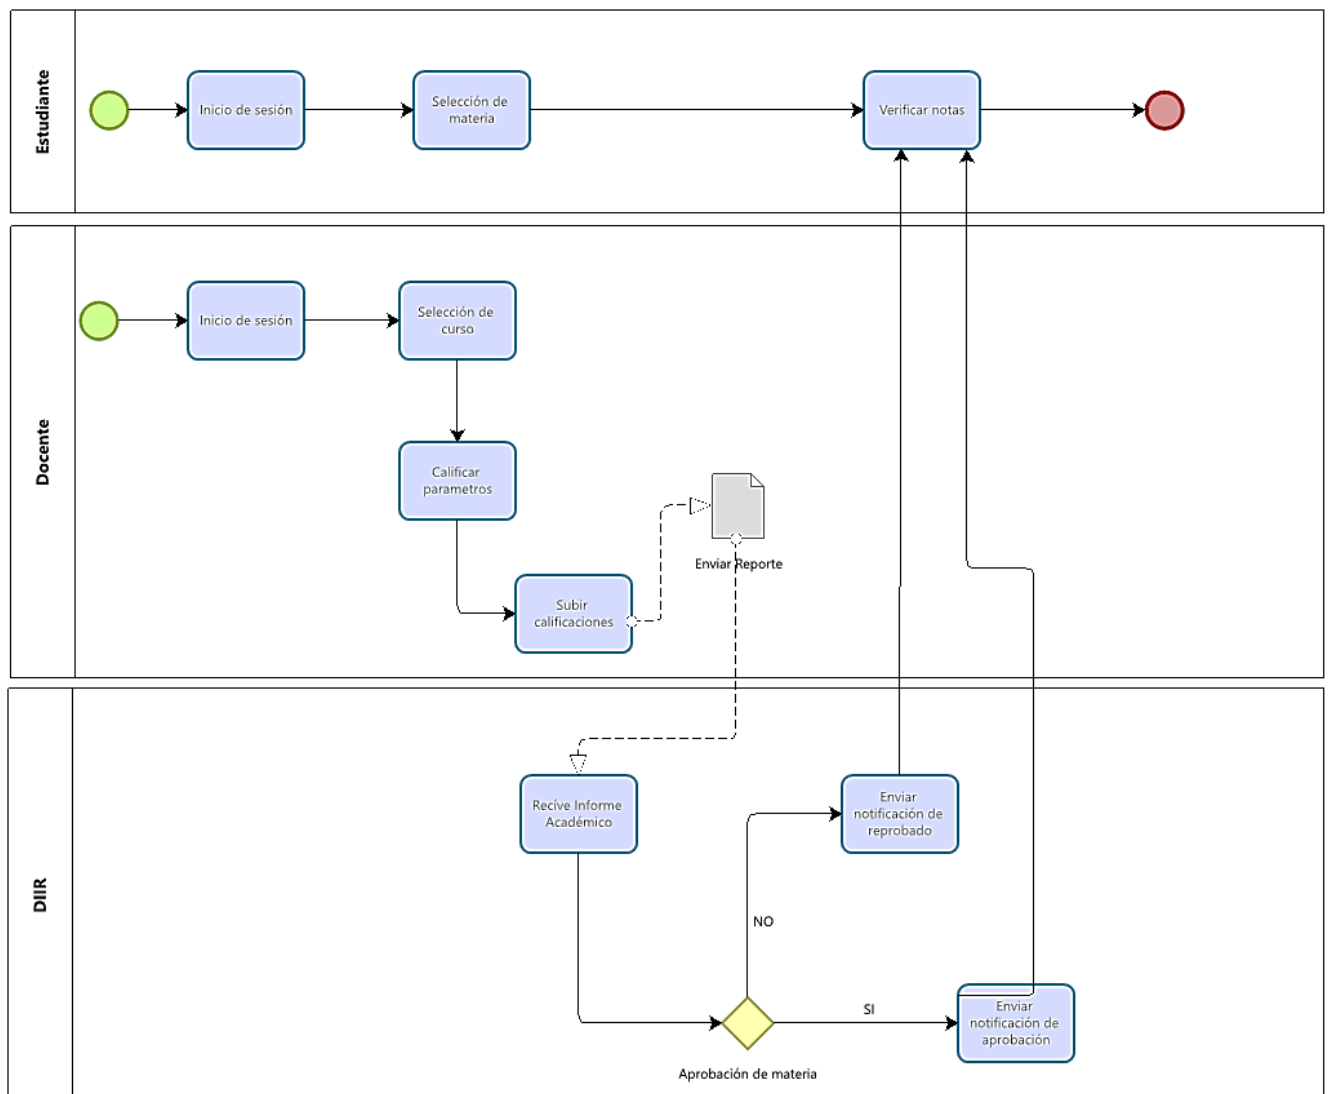 Estudiante
Inicio de sesión
Selección de
materia
Verificar notas
Docente
Inicio de sesión
Selección de
curso
Calificar
parametros
Enviar Reporte
Subir
calificaciones
DIIR
Recíve Informe
Académico
Enviar
notificación de
reprobado
NO
SI
Enviar
notificación de
aprobación
Aprobación de materia